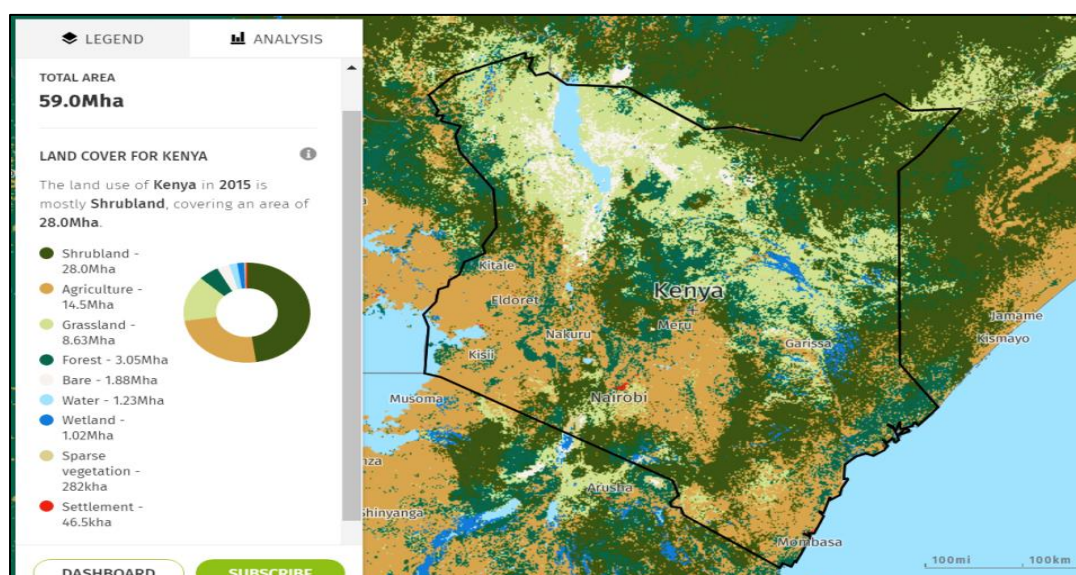 LEGEND
ANALYSIS
TOTAL AREA
59.0Mha
LAND COVER FOR KENYA
The land use of Kenya in 2015 is
mostly Shrubland, covering an area of
28.0Mha.
Shrubland -
28.0Mha
Agriculture -
14.5Mha
Grassland -
8.63Mha
Forest - 3.05Mha
Bare - 1.88Mha
Water - 1.23Mha
Wetland -
1.02Mha
Sparse
vegetation -
282kha
Settlement -
46.5kha
DASHBOARD
SUBSCRIBE
Kitale
Eldoret
Kenya
Meru
Nakuru
Kisii
Garissa
Jamame
Kismayo
Musoma
Nairobi
Arusha
Mombasa
100mi
100km